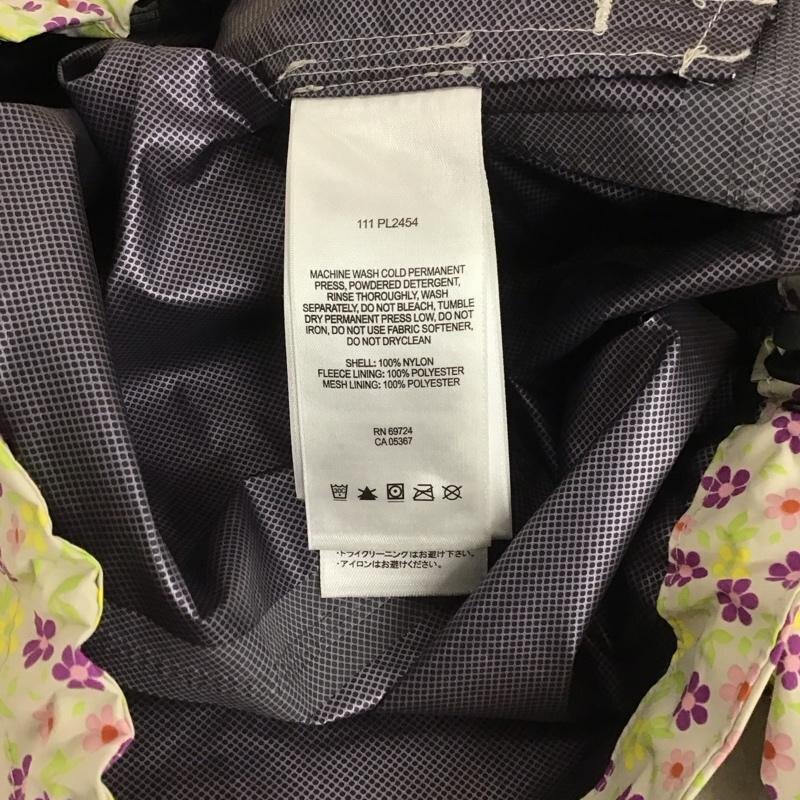 111 PL2454
MACHINE WASH COLD PERMANENT
PRESS, POWDERED DETERGENT,
RINSE THOROUGHLY, WASH
SEPARATELY, DO NOT BLEACH, TUMBLE
DRY PERMANENT PRESS LOW, DO NOT
IRON, DO NOT USE FABRIC SOFTENER,
DO NOT DRYCLEAN
SHELL: 100% NYLON
FLEECE LINING: 100% POLYESTER
MESH LINING: 100% POLYESTER
RN 69724
CA 05367
・ドライクリーニングはお避け下さい。
・アイロンはお避けください。